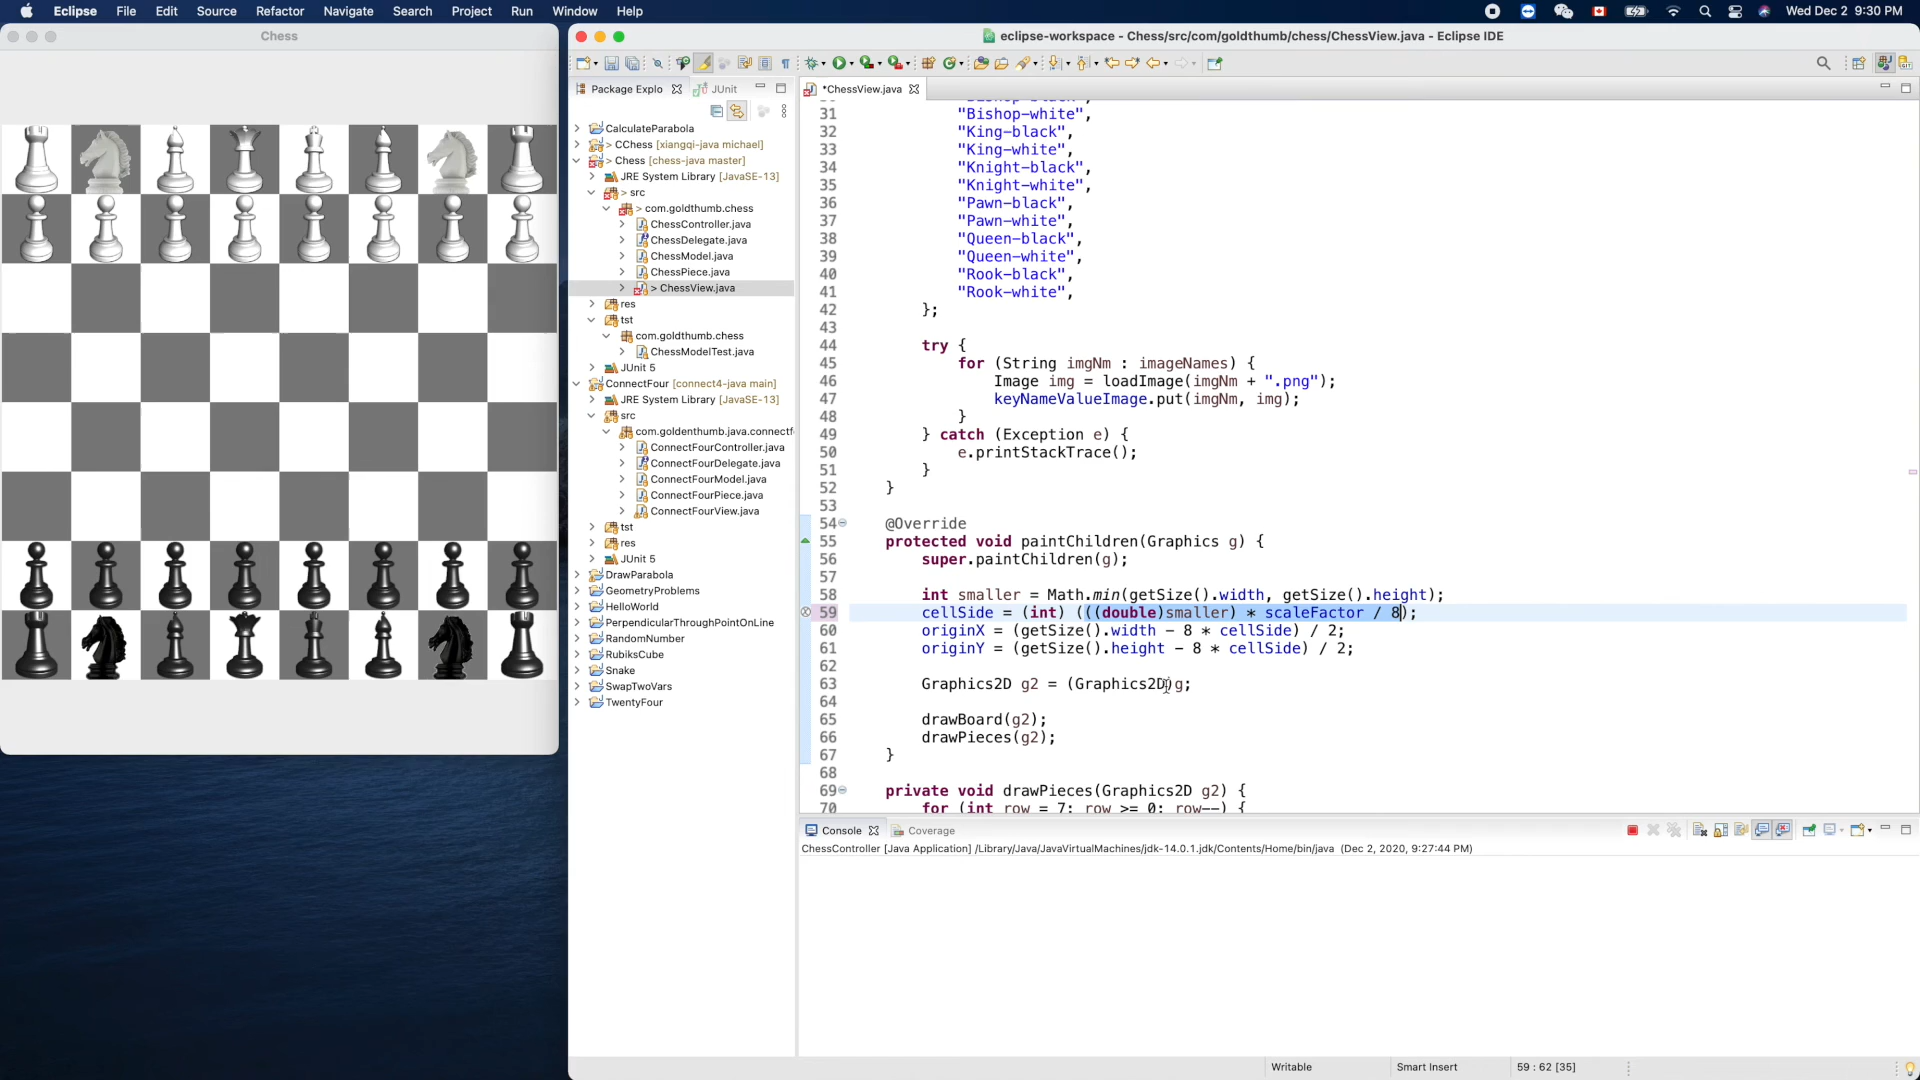 Eclipse File Edit Source Refactor Navigate Search Project Run Window Help Wed Dec 2 9:30 PM
Chess
eclipse-workspace - Chess/src/com/goldthumb/chess/ChessView.java - Eclipse IDE
Package Explo JUnit
CalculateParabola
> CChess [xiangqi-java michael]
> Chess [chess-java master]
JRE System Library [JavaSE-13]
> src
> com.goldthumb.chess
ChessController.java
ChessDelegate.java
ChessModel.java
ChessPiece.java
> ChessView.java
res
tst
com.goldthumb.chess
ChessModelTest.java
JUnit 5
ConnectFour [connect4-java main]
JRE System Library [JavaSE-13]
src
com.goldenthumb.java.connectf
ConnectFourController.java
ConnectFourDelegate.java
ConnectFourModel.java
ConnectFourPiece.java
ConnectFourView.java
tst
res
JUnit 5
DrawParabola
GeometryProblems
HelloWorld
PerpendicularThroughPointOnLine
RandomNumber
RubiksCube
Snake
SwapTwoVars
TwentyFour
*ChessView.java
31 "Bishop-white",
32 "King-black",
33 "King-white",
34 "Knight-black",
35 "Knight-white",
36 "Pawn-black",
37 "Pawn-white",
38 "Queen-black",
39 "Queen-white",
40 "Rook-black",
41 "Rook-white",
42 };
43
44 try {
45 for (String imgNm : imageNames) {
46 Image img = loadImage(imgNm + ".png");
47 keyNameValueImage.put(imgNm, img);
48 }
49 } catch (Exception e) {
50 e.printStackTrace();
51 }
52 }
53
54 @Override
55 protected void paintChildren(Graphics g) {
56 super.paintChildren(g);
57
58 int smaller = Math.min(getSize().width, getSize().height);
59 cellSide = (int) (((double)smaller) * scaleFactor / 8);
60 originX = (getSize().width - 8 * cellSide) / 2;
61 originY = (getSize().height - 8 * cellSide) / 2;
62
63 Graphics2D g2 = (Graphics2D)g;
64
65 drawBoard(g2);
66 drawPieces(g2);
67 }
68
69 private void drawPieces(Graphics2D g2) {
70 for (int row = 7; row >= 0; row--) {
Console Coverage
ChessController [Java Application] /Library/Java/JavaVirtualMachines/jdk-14.0.1.jdk/Contents/Home/bin/java (Dec 2, 2020, 9:27:44 PM)
Writable Smart Insert 59 : 62 [35]